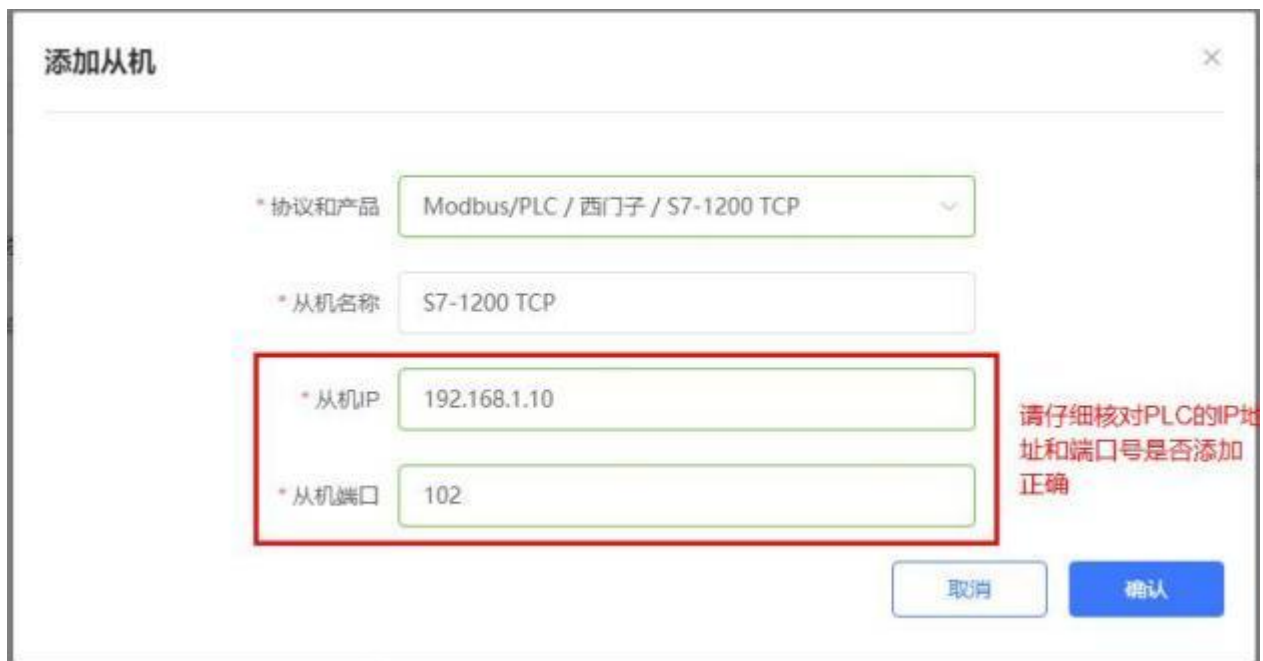 添加从机
* 协议和产品 Modbus/PLC / 西门子 / S7-1200 TCP
* 从机名称 S7-1200 TCP
* 从机IP 192.168.1.10
* 从机端口 102
请仔细核对PLC的IP地
址和端口号是否添加
正确
取消 确认